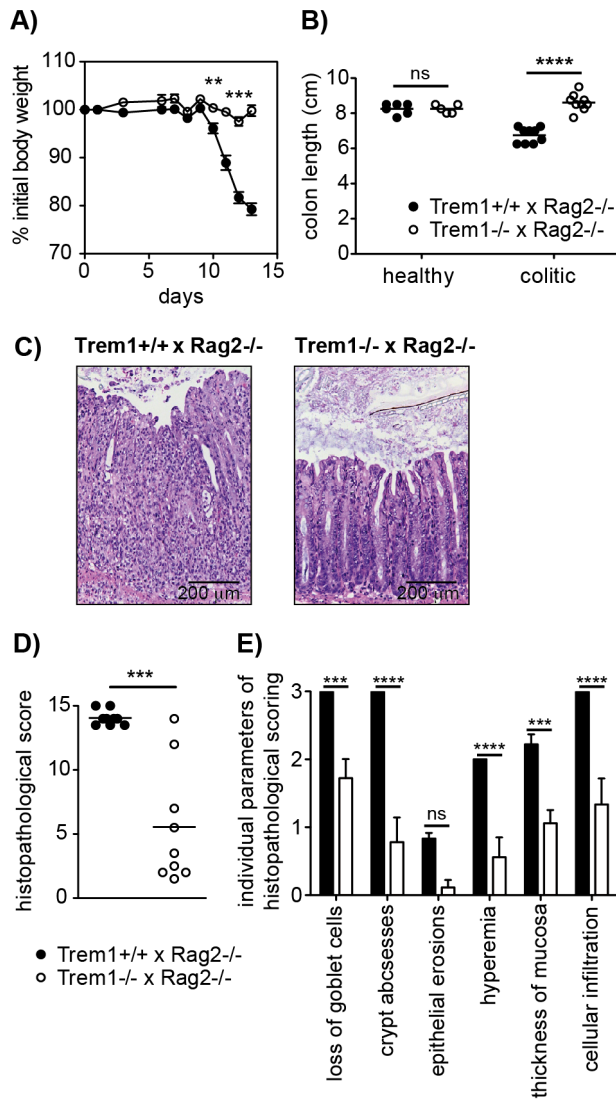 A)
% initial body weight
110
100
90
80
70
0
5
10
15
days
**
***
B)
colon length (cm)
10
8
6
4
2
0
ns
****
Trem1+/+ x Rag2-/-
Trem1-/- x Rag2-/-
healthy
colitic
C)
Trem1+/+ x Rag2-/-
Trem1-/- x Rag2-/-
200 µm
200 µm
D)
histopathological score
15
10
5
0
***
Trem1+/+ x Rag2-/-
Trem1-/- x Rag2-/-
E)
individual parameters of
histopathological scoring
3
2
1
0
***
****
ns
****
***
****
loss of goblet cells
crypt abcsesses
epithelial erosions
hyperemia
thickness of mucosa
cellular infiltration